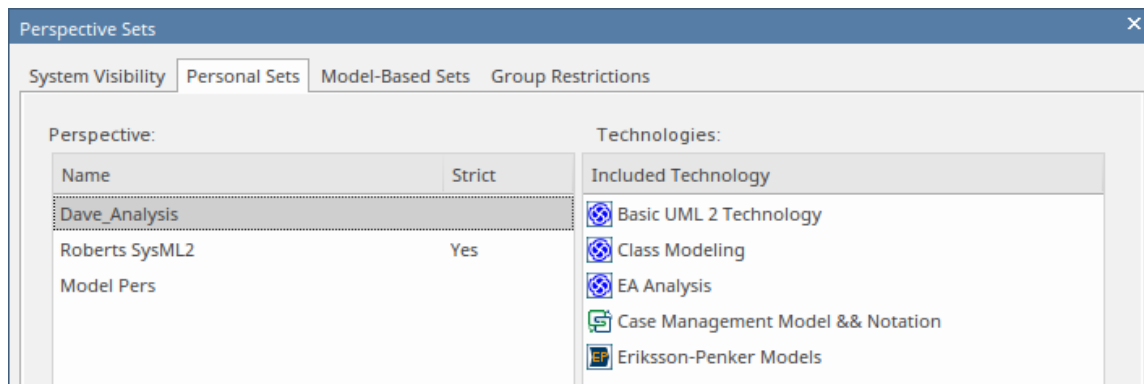 Perspective Sets
System Visibility Personal Sets Model-Based Sets Group Restrictions
Perspective: Technologies:
Name Strict Included Technology
Dave_Analysis Basic UML 2 Technology
Roberts SysML2 Yes Class Modeling
Model Pers EA Analysis
Case Management Model && Notation
EP Eriksson-Penker Models